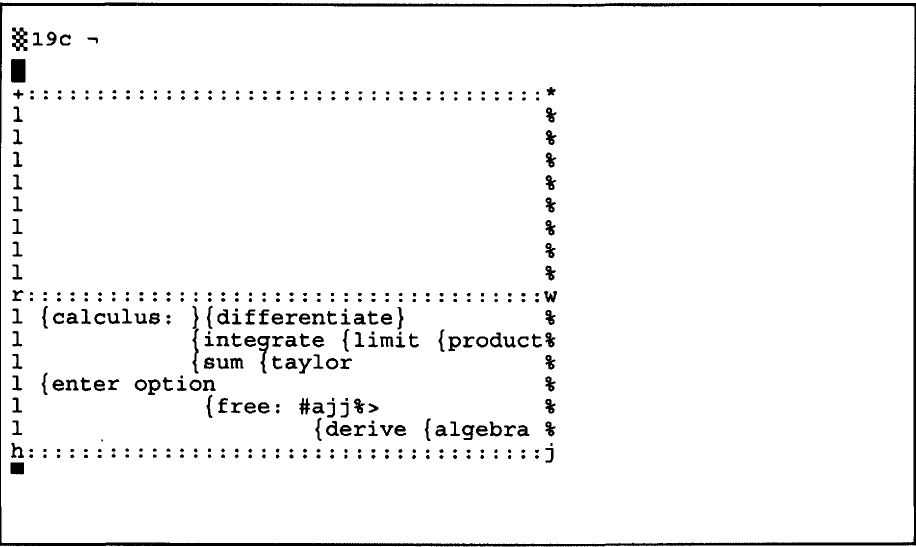 ▒19c ¬
+::::::::::::::::::::::::::::::::::::::*
l                                      %
l                                      %
l                                      %
l                                      %
l                                      %
l                                      %
l                                      %
l                                      %
r::::::::::::::::::::::::::::::::::::::w
l {calculus: }{differentiate}          %
l            {integrate {limit {product%
l            {sum {taylor              %
l {enter option                        %
l             {free: #ajj%>            %
l                     {derive {algebra %
h::::::::::::::::::::::::::::::::::::::j